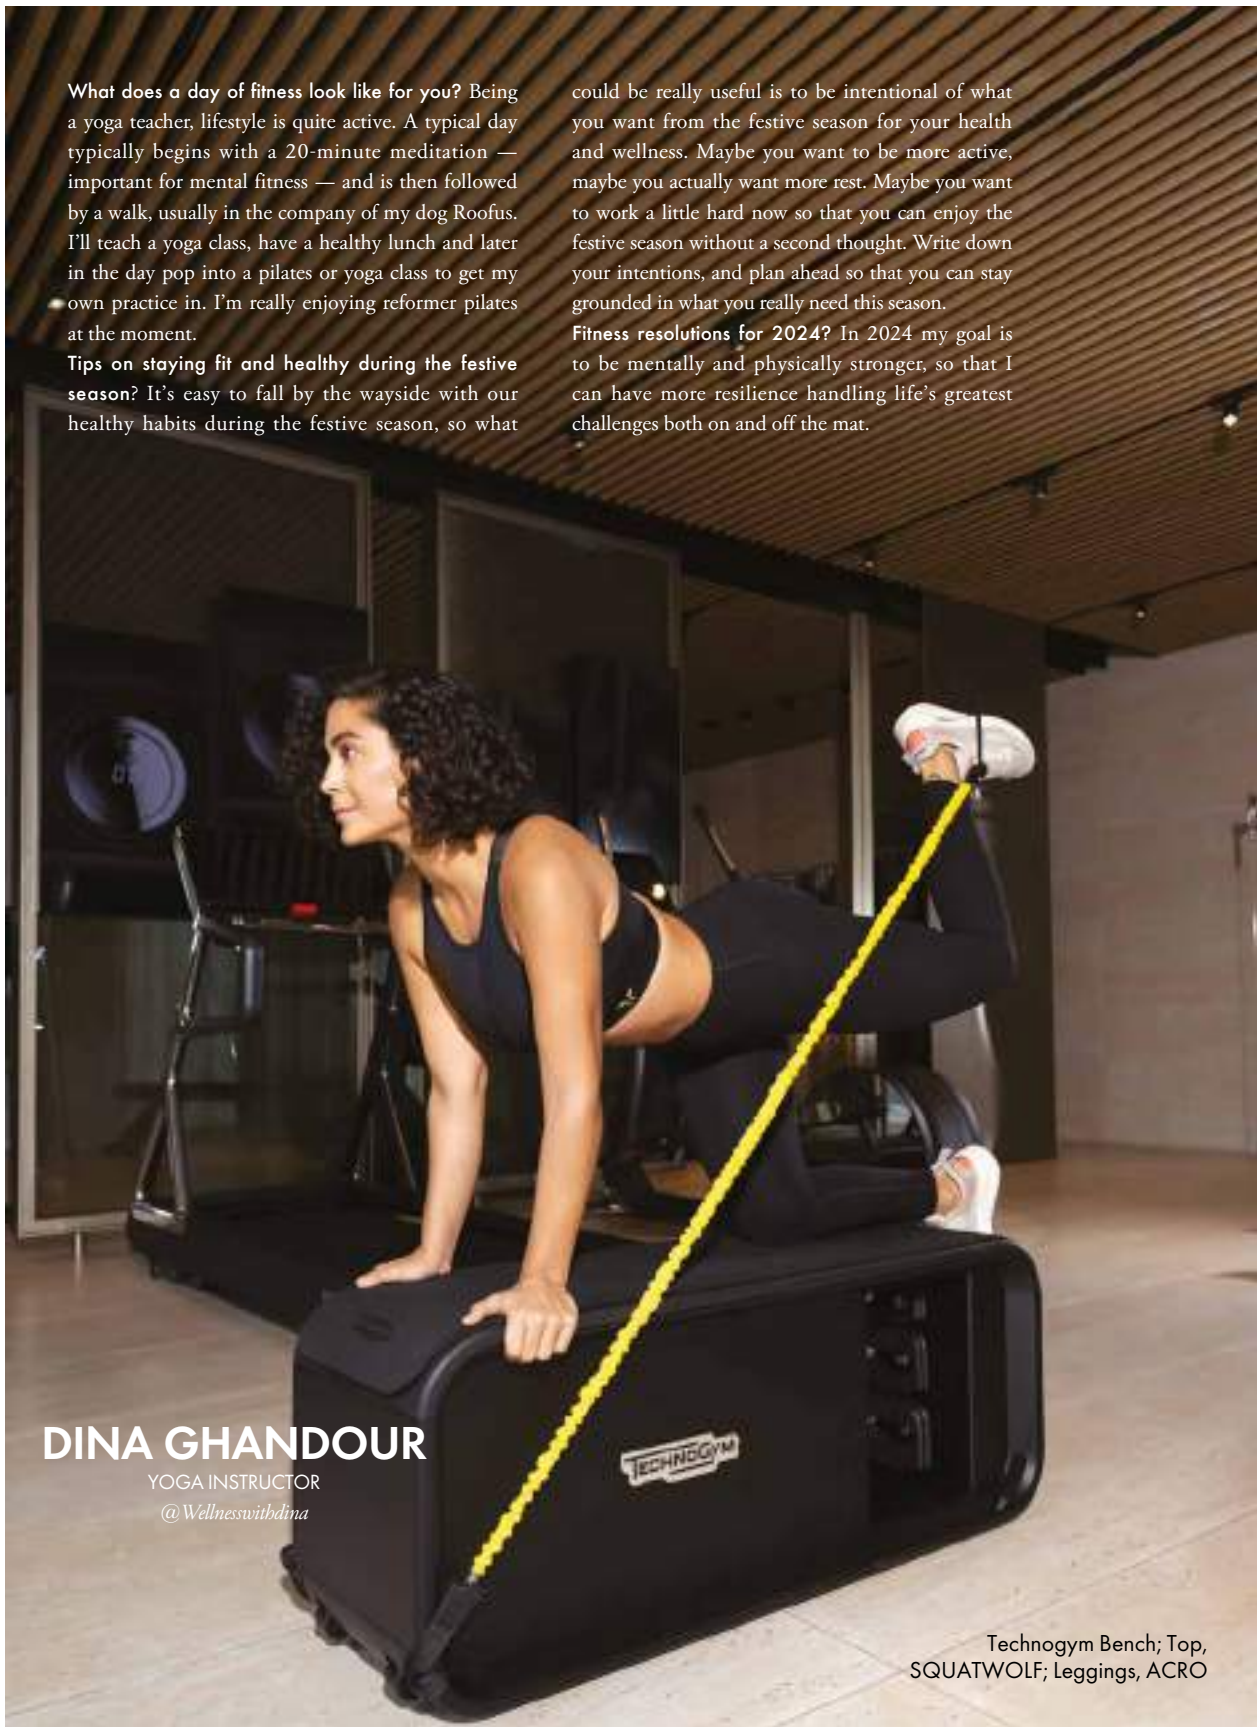 What does a day of fitness look like for you? Being
a yoga teacher, lifestyle is quite active. A typical day
typically begins with a 20-minute meditation —
important for mental fitness — and is then followed
by a walk, usually in the company of my dog Roofus.
I'll teach a yoga class, have a healthy lunch and later
in the day pop into a pilates or yoga class to get my
own practice in. I'm really enjoying reformer pilates
at the moment.
Tips on staying fit and healthy during the festive
season? It's easy to fall by the wayside with our
healthy habits during the festive season, so what
could be really useful is to be intentional of what
you want from the festive season for your health
and wellness. Maybe you want to be more active,
maybe you actually want more rest. Maybe you want
to work a little hard now so that you can enjoy the
festive season without a second thought. Write down
your intentions, and plan ahead so that you can stay
grounded in what you really need this season.
Fitness resolutions for 2024? In 2024 my goal is
to be mentally and physically stronger, so that I
can have more resilience handling life's greatest
challenges both on and off the mat.
DINA GHANDOUR
YOGA INSTRUCTOR
@Wellnesswithdina
TECHNOGYM
Technogym Bench; Top,
SQUATWOLF; Leggings, ACRO